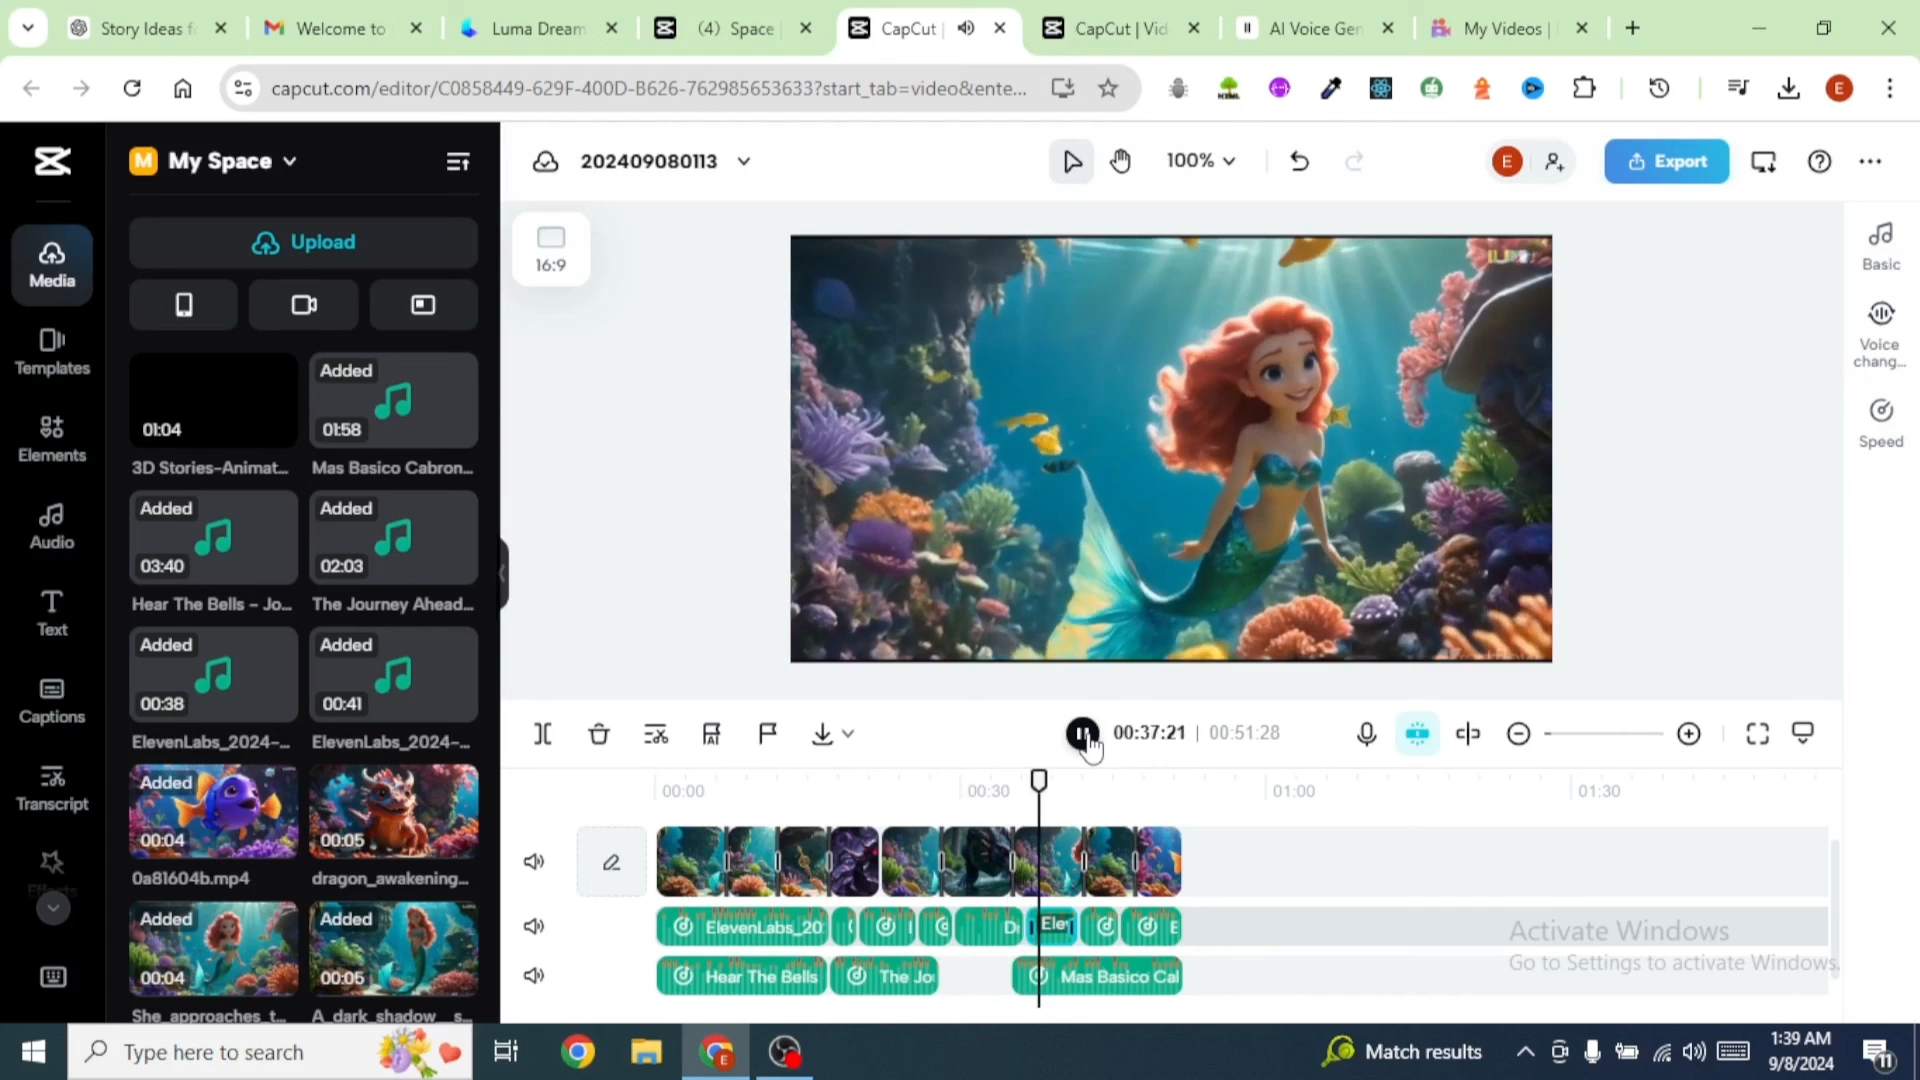 Story Ideas f
Welcome to
Luma Dream
(4) Space
CapCut |
CapCut | Vid
AI Voice Gen
My Videos |
capcut.com/editor/C0858449-629F-400D-B626-762985653633?start_tab=video&ente...
E
M My Space
202409080113
100%
E
Export
Media
Templates
Elements
Audio
Text
Captions
Transcript
Effects
Upload
16:9
Basic
Voice chang...
Speed
01:04
Added
01:58
3D Stories-Animat...
Mas Basico Cabron...
Added
03:40
Added
02:03
Hear The Bells – Jo...
The Journey Ahead...
Added
00:38
Added
00:41
ElevenLabs_2024-...
ElevenLabs_2024-...
Added
00:04
00:05
0a81604b.mp4
dragon_awakening...
Added
00:04
Added
00:05
She_approaches_t...
A_dark_shadow__s...
00:37:21 | 00:51:28
00:00
00:30
01:00
01:30
ElevenLabs_20
Ele
E
Hear The Bells
The Jo
Mas Basico Cal
Activate Windows
Go to Settings to activate Windows.
Type here to search
Match results
1:39 AM
9/8/2024
11